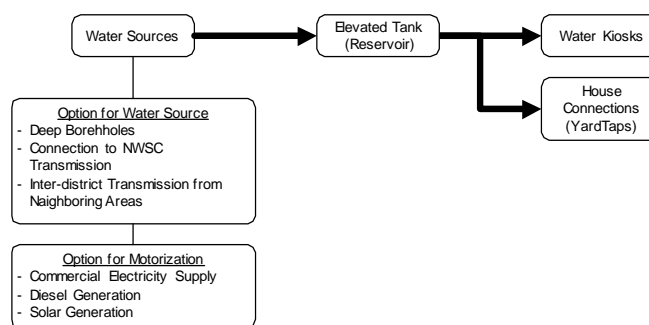 Water Sources
Elevated Tank
(Reservoir)
Water Kiosks
House
Connections
(YardTaps)
Option for Water Source
- Deep Borehholes
- Connection to NWSC
Transmission
- Inter-district Transmission from
Naighboring Areas
Option for Motorization
- Commercial Electricity Supply
- Diesel Generation
- Solar Generation